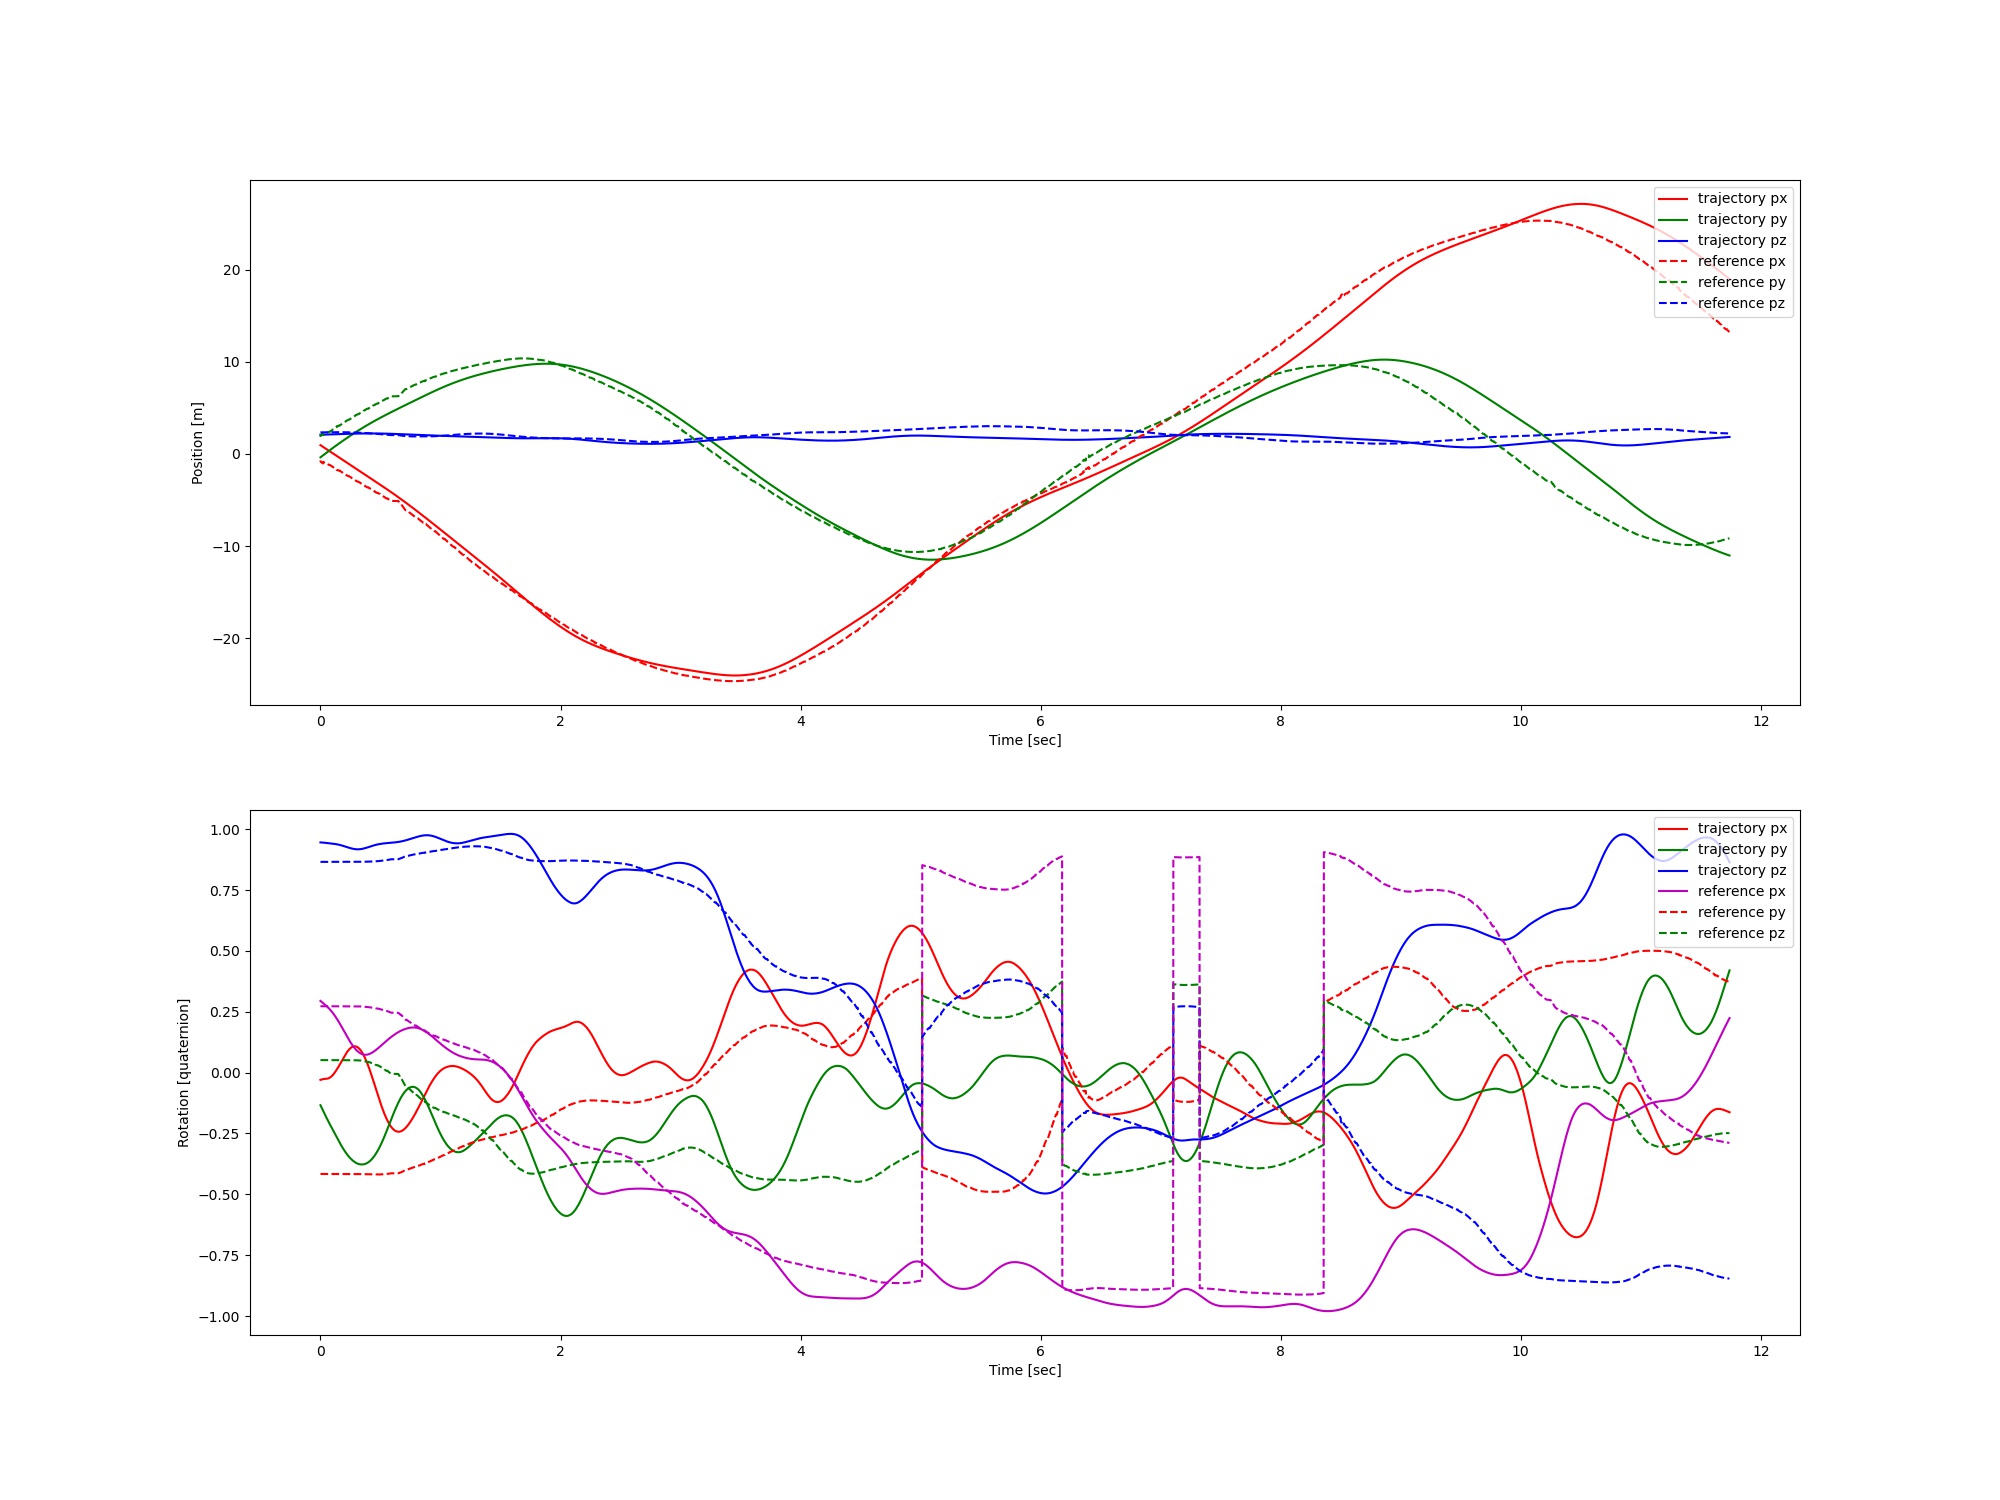 Position [m]
20
10
0
−10
−20
trajectory px
trajectory py
trajectory pz
reference px
reference py
reference pz
0 2 4 6 8 10 12
Time [sec]
Rotation [quaternion]
1.00
0.75
0.50
0.25
0.00
−0.25
−0.50
−0.75
−1.00
trajectory px
trajectory py
trajectory pz
reference px
reference py
reference pz
0 2 4 6 8 10 12
Time [sec]